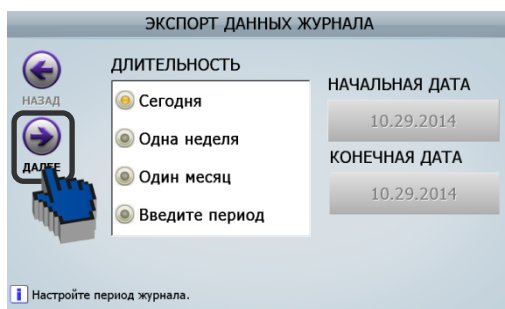 ЭКСПОРТ ДАННЫХ ЖУРНАЛА
НАЗАД
ДАЛЕЕ
ДЛИТЕЛЬНОСТЬ
Сегодня
Одна неделя
Один месяц
Введите период
НАЧАЛЬНАЯ ДАТА
10.29.2014
КОНЕЧНАЯ ДАТА
10.29.2014
i Настройте период журнала.